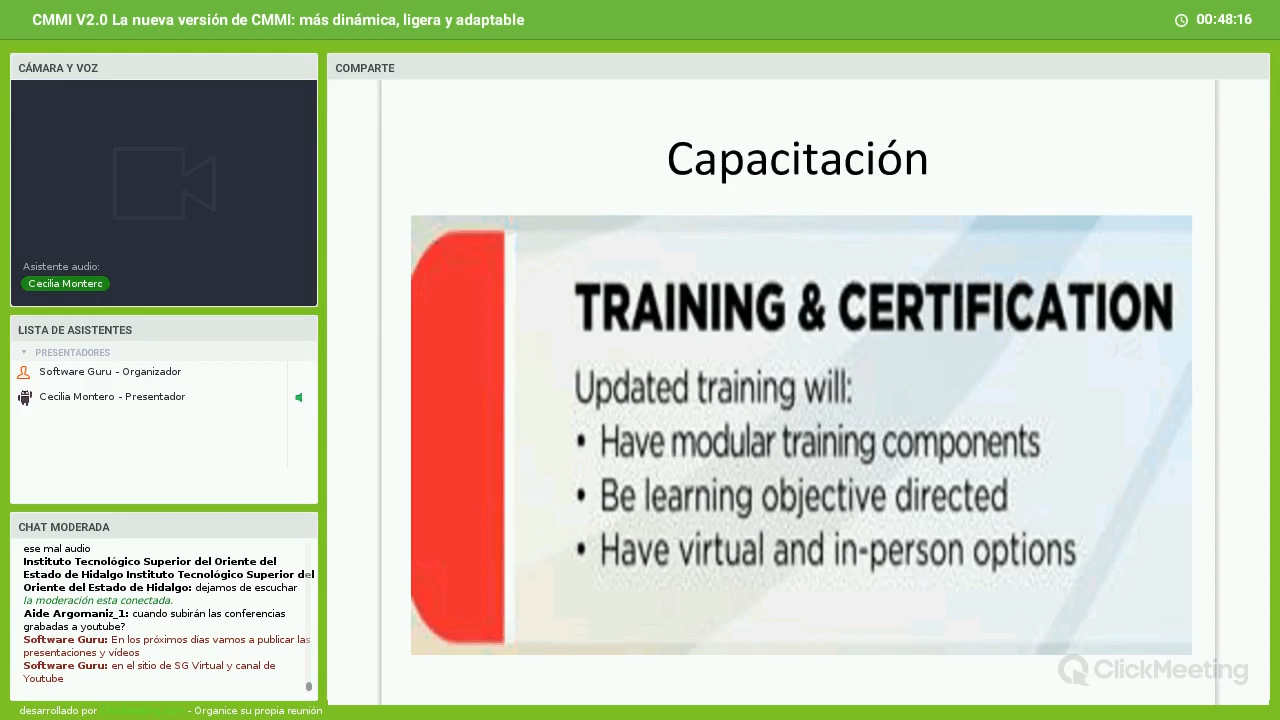 CMMI V2.0 La nueva versión de CMMI: más dinámica, ligera y adaptable
00:48:16
CÁMARA Y VOZ
Asistente audio:
Cecilia Montero
LISTA DE ASISTENTES
PRESENTADORES
Software Guru - Organizador
Cecilia Montero - Presentador
CHAT MODERADA
ese mal audio
Instituto Tecnológico Superior del Oriente del
Estado de Hidalgo Instituto Tecnológico Superior del
Oriente del Estado de Hidalgo: dejamos de escuchar
la moderación esta conectada.
Aide Argomaniz_1: cuando subirán las conferencias
grabadas a youtube?
Software Guru: En los próximos días vamos a publicar las
presentaciones y vídeos
Software Guru: en el sitio de SG Virtual y canal de
Youtube
desarrollado por - Organice su propia reunión
COMPARTE
Capacitación
TRAINING & CERTIFICATION
Updated training will:
• Have modular training components
• Be learning objective directed
• Have virtual and in-person options
ClickMeeting